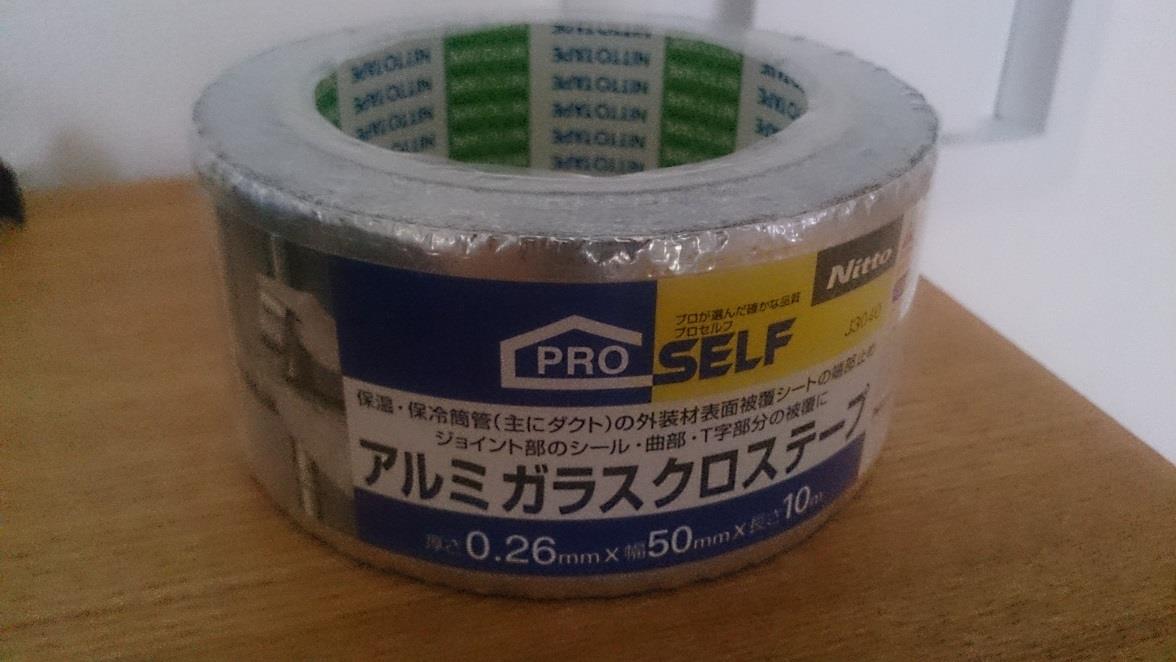 NITTO TAPE NITTO TAPE
Nitto
プロが選んだ確かな品質
プロセルフ
PRO SELF
J3040
保温・保冷筒管(主にダクト)の外装材表面被覆シートの端部止め
ジョイント部のシール・曲部・T字部分の被覆に
アルミガラスクロステープ
厚さ0.26mm×幅50mm×長さ10m